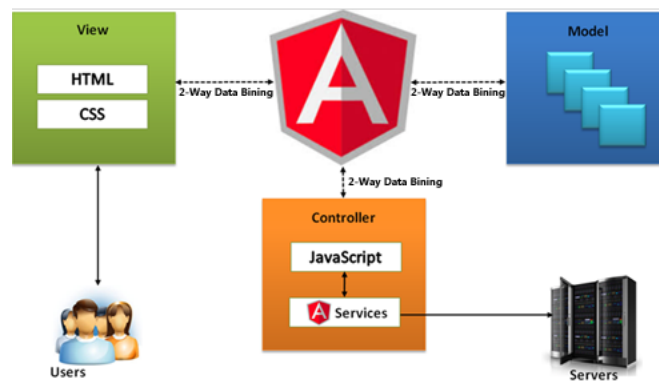 View
HTML
CSS
2-Way Data Bining
A
2-Way Data Bining
Model
2-Way Data Bining
Controller
JavaScript
A Services
Users
Servers